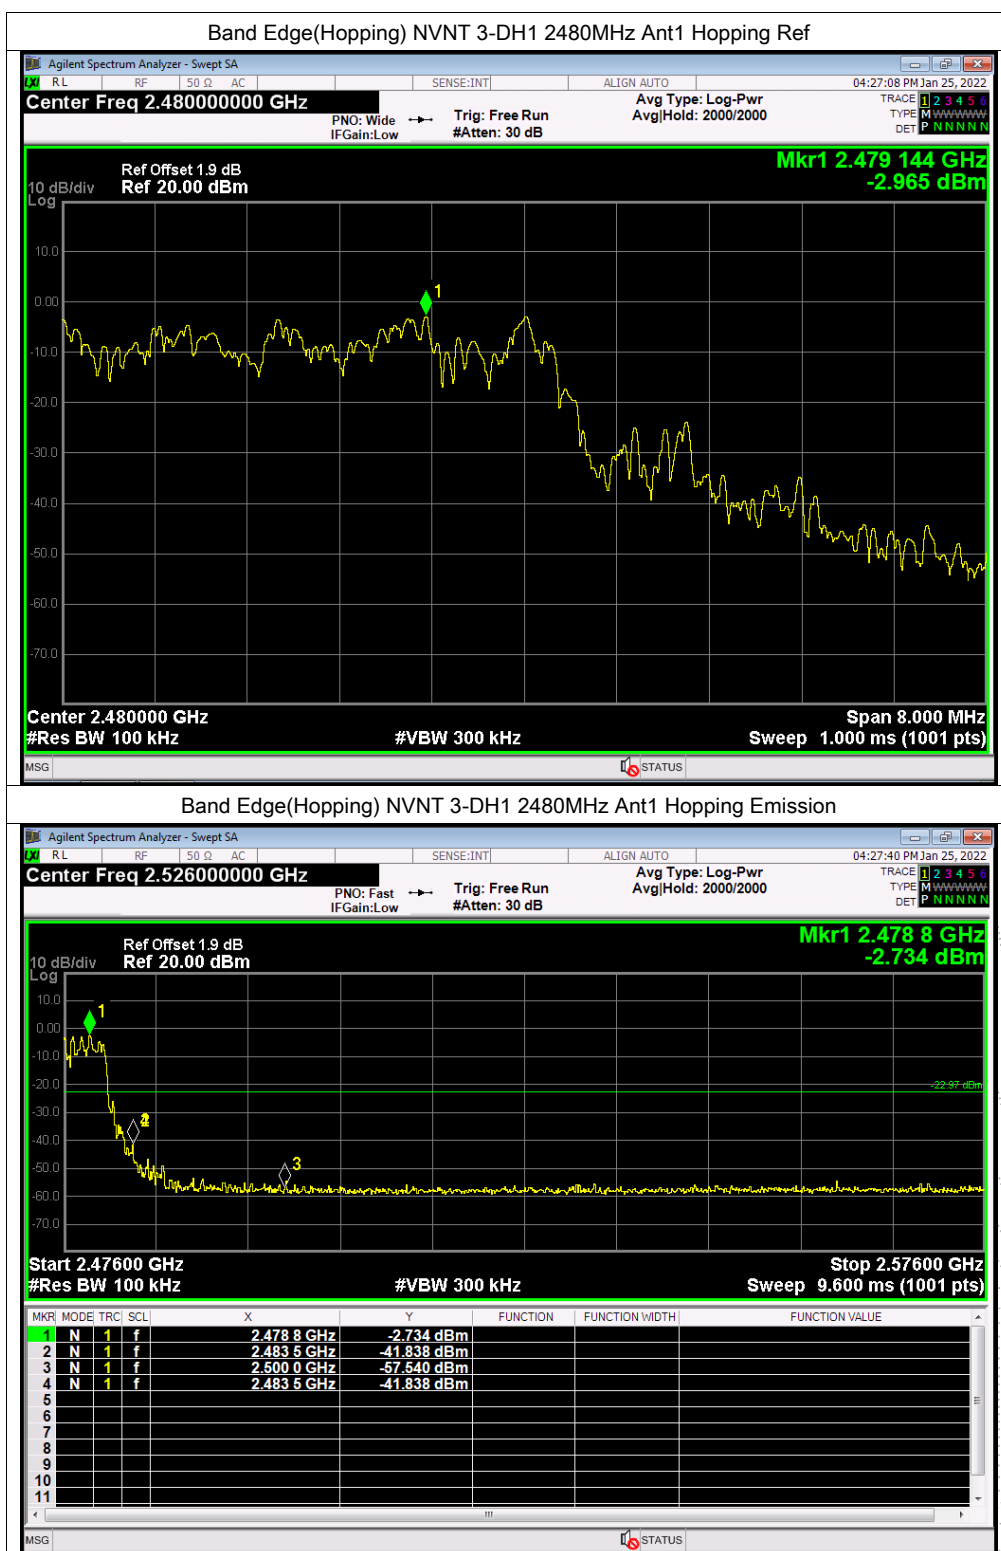 Band Edge(Hopping) NVNT 3-DH1 2480MHz Ant1 Hopping Ref
Agilent Spectrum Analyzer - Swept SA
LXI RL RF 50 Ω AC SENSE:INT ALIGN AUTO 04:27:08 PM Jan 25, 2022
Center Freq 2.480000000 GHz Avg Type: Log-Pwr TRACE 1 2 3 4 5 6
PNO: Wide Trig: Free Run Avg|Hold: 2000/2000 TYPE M WWWWW
IFGain:Low #Atten: 30 dB DET P N N N N N
Mkr1 2.479 144 GHz
Ref Offset 1.9 dB
10 dB/div Ref 20.00 dBm -2.965 dBm
Log
10.0
1
0.00
-10.0
-20.0
-30.0
-40.0
-50.0
-60.0
-70.0
Center 2.480000 GHz Span 8.000 MHz
#Res BW 100 kHz #VBW 300 kHz Sweep 1.000 ms (1001 pts)
MSG STATUS
Band Edge(Hopping) NVNT 3-DH1 2480MHz Ant1 Hopping Emission
Agilent Spectrum Analyzer - Swept SA
LXI RL RF 50 Ω AC SENSE:INT ALIGN AUTO 04:27:40 PM Jan 25, 2022
Center Freq 2.526000000 GHz Avg Type: Log-Pwr TRACE 1 2 3 4 5 6
PNO: Fast Trig: Free Run Avg|Hold: 2000/2000 TYPE M WWWWW
IFGain:Low #Atten: 30 dB DET P N N N N N
Mkr1 2.478 8 GHz
Ref Offset 1.9 dB
10 dB/div Ref 20.00 dBm -2.734 dBm
Log
10.0
1
0.00
-10.0
-20.0 -22.97 dBm
-30.0
-40.0
-50.0 3
-60.0
-70.0
Start 2.47600 GHz Stop 2.57600 GHz
#Res BW 100 kHz #VBW 300 kHz Sweep 9.600 ms (1001 pts)
MKR MODE TRC SCL X Y FUNCTION FUNCTION WIDTH FUNCTION VALUE
1 N 1 f 2.478 8 GHz -2.734 dBm
2 N 1 f 2.483 5 GHz -41.838 dBm
3 N 1 f 2.500 0 GHz -57.540 dBm
4 N 1 f 2.483 5 GHz -41.838 dBm
5
6
7
8
9
10
11
MSG STATUS